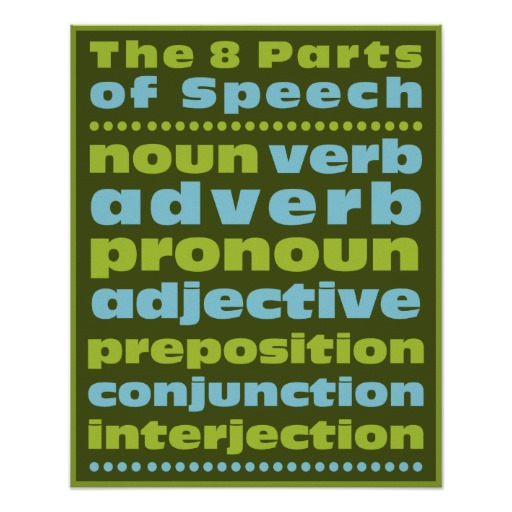 The 8 Parts
of Speech
noun verb
adverb
pronoun
adjective
preposition
conjunction
interjection